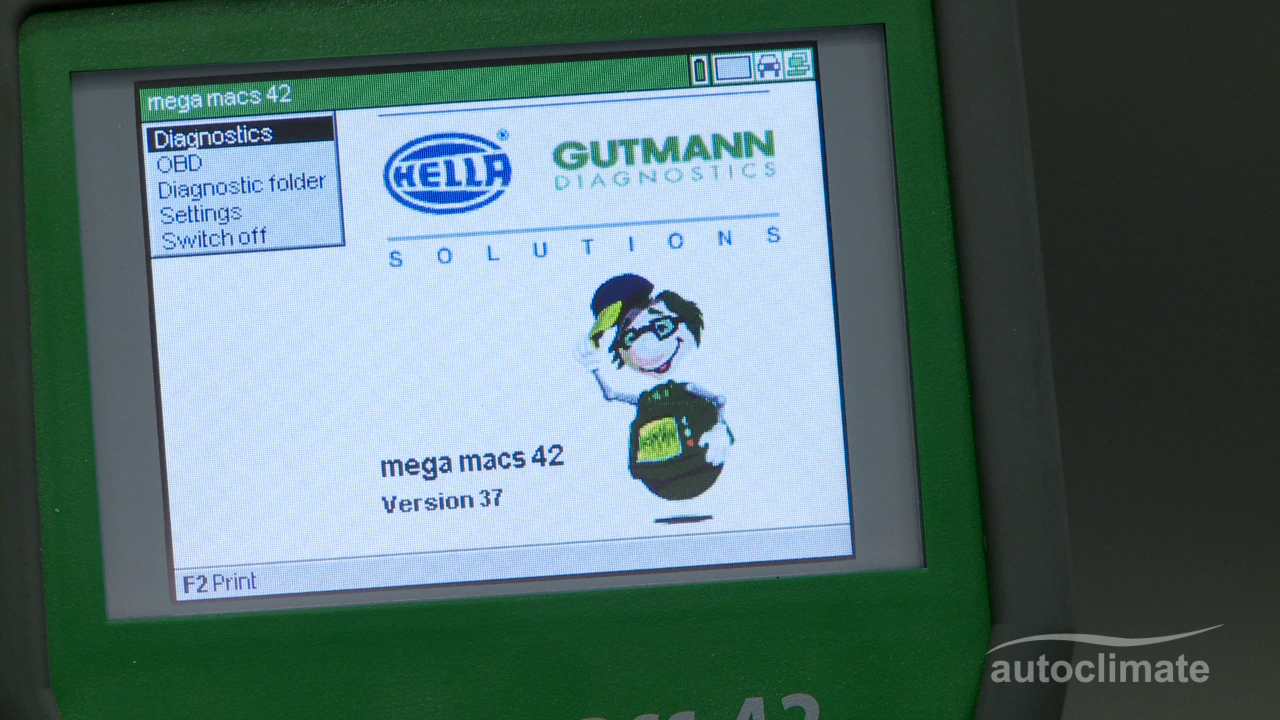 mega macs 42
Diagnostics
OBD
Diagnostic folder
Settings
Switch off
HELLA ®
GUTMANN
DIAGNOSTICS
SOLUTIONS
mega macs 42
Version 37
F2 Print
42
autoclimate